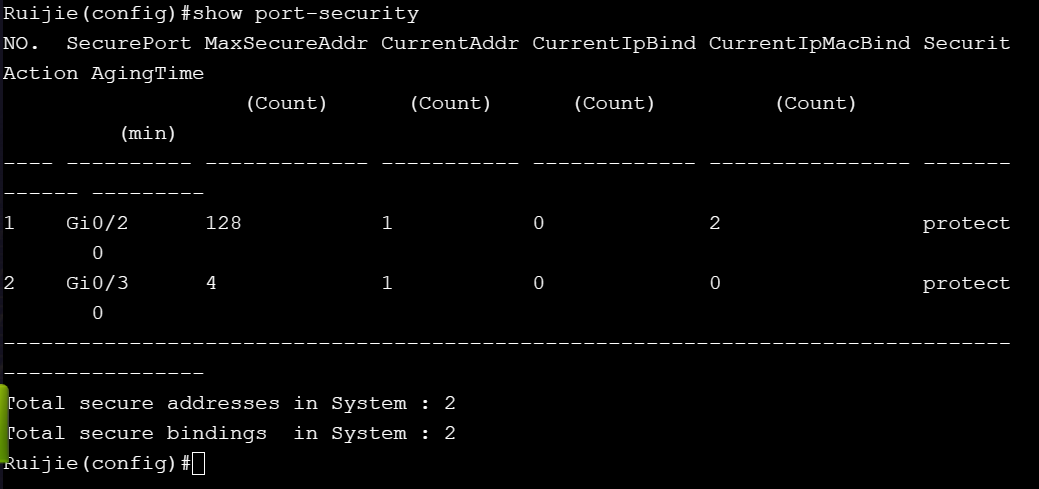 Ruijie(config)#show port-security
NO.  SecurePort MaxSecureAddr CurrentAddr CurrentIpBind CurrentIpMacBind Securit
Action AgingTime
                   (Count)      (Count)      (Count)         (Count)
         (min)
---- ---------- ------------- ----------- ------------- ---------------- -------
------ ---------
1    Gi0/2      128           1           0             2                protect
       0
2    Gi0/3      4             1           0             0                protect
       0
--------------------------------------------------------------------------------
----------------
Total secure addresses in System : 2
Total secure bindings  in System : 2
Ruijie(config)#